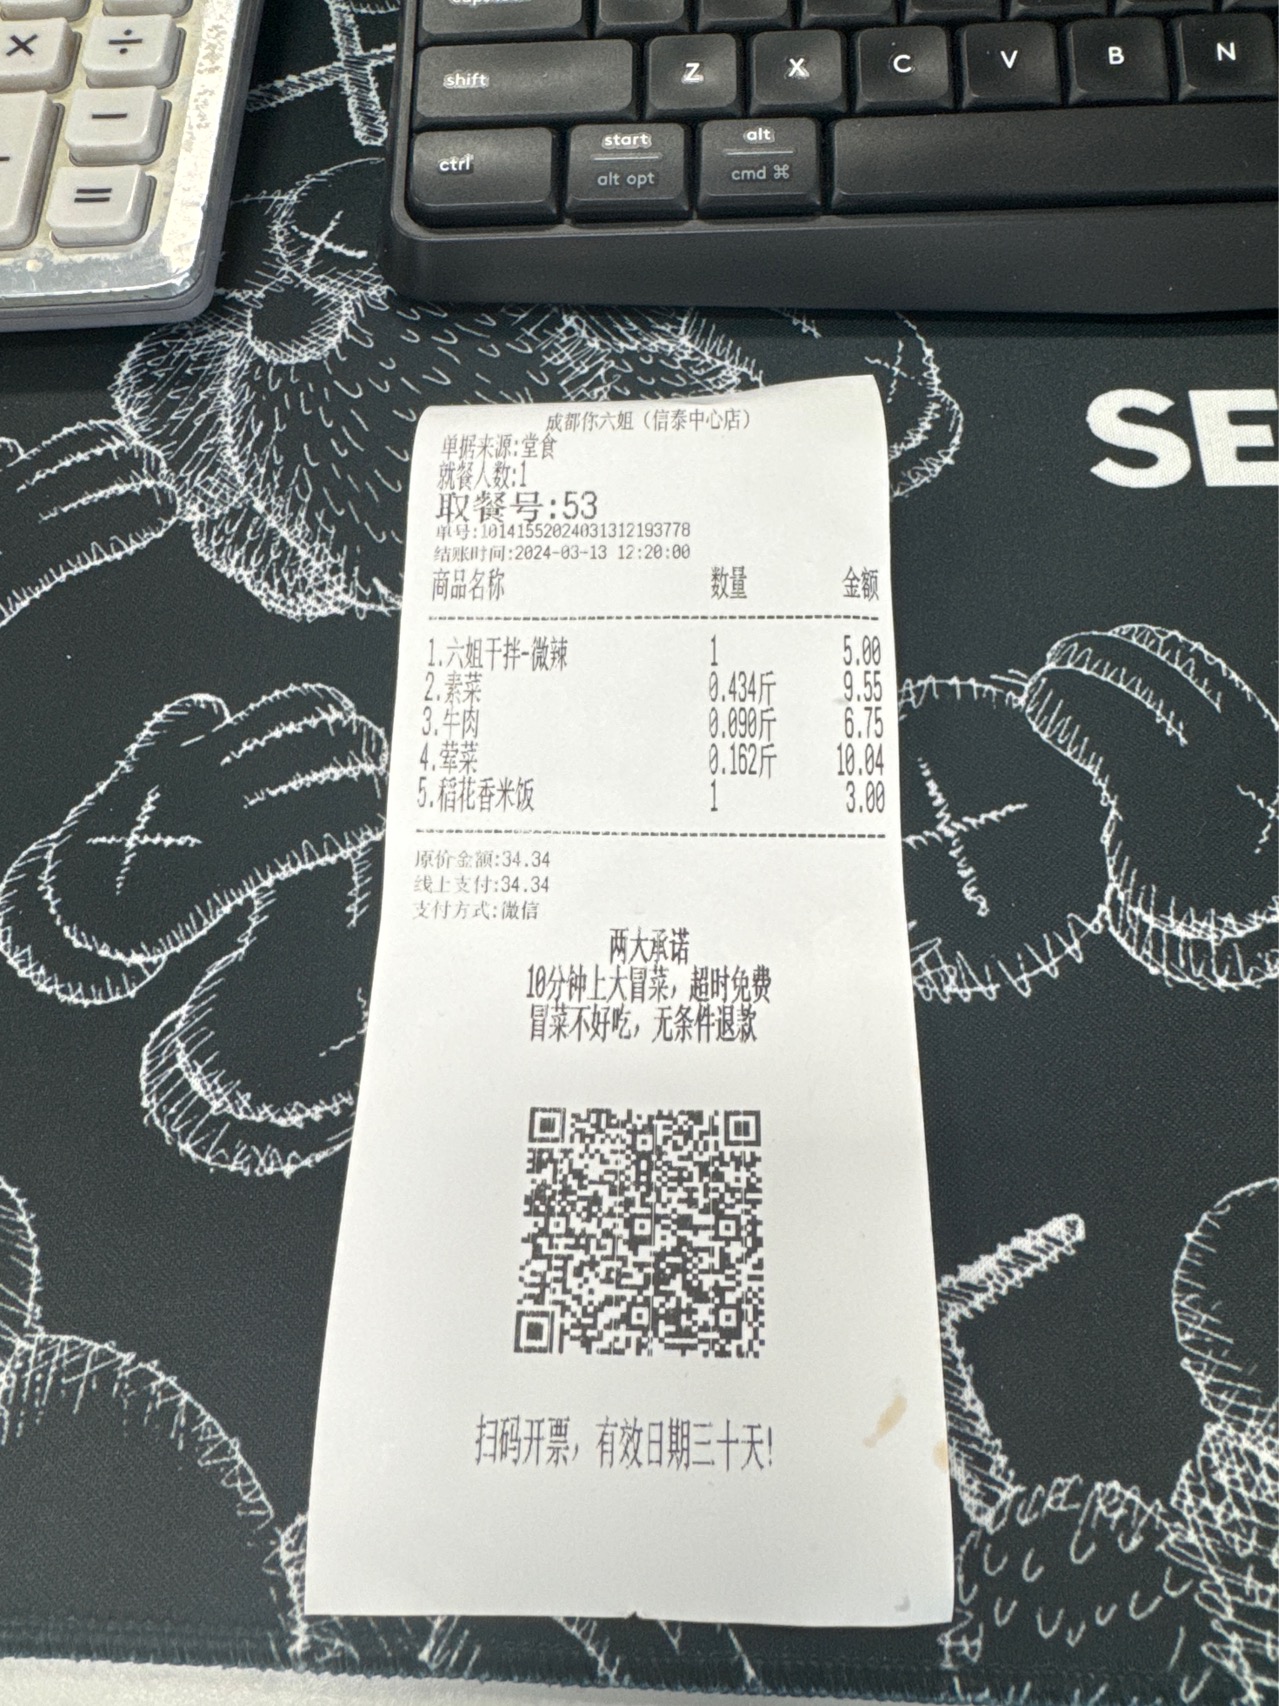 × ÷
−
=
shift Z X C V B N
ctrl start alt opt alt cmd ⌘
SE
成都你六姐（信泰中心店）
单据来源:堂食
就餐人数:1
取餐号:53
单号:10141552024031312193778
结账时间:2024-03-13 12:20:00
商品名称 数量 金额
1.六姐干拌-微辣 1 5.00
2.素菜 0.434斤 9.55
3.牛肉 0.090斤 6.75
4.荤菜 0.162斤 10.04
5.稻花香米饭 1 3.00
原价金额:34.34
线上支付:34.34
支付方式:微信
两大承诺
10分钟上大冒菜，超时免费
冒菜不好吃，无条件退款
扫码开票，有效日期三十天!